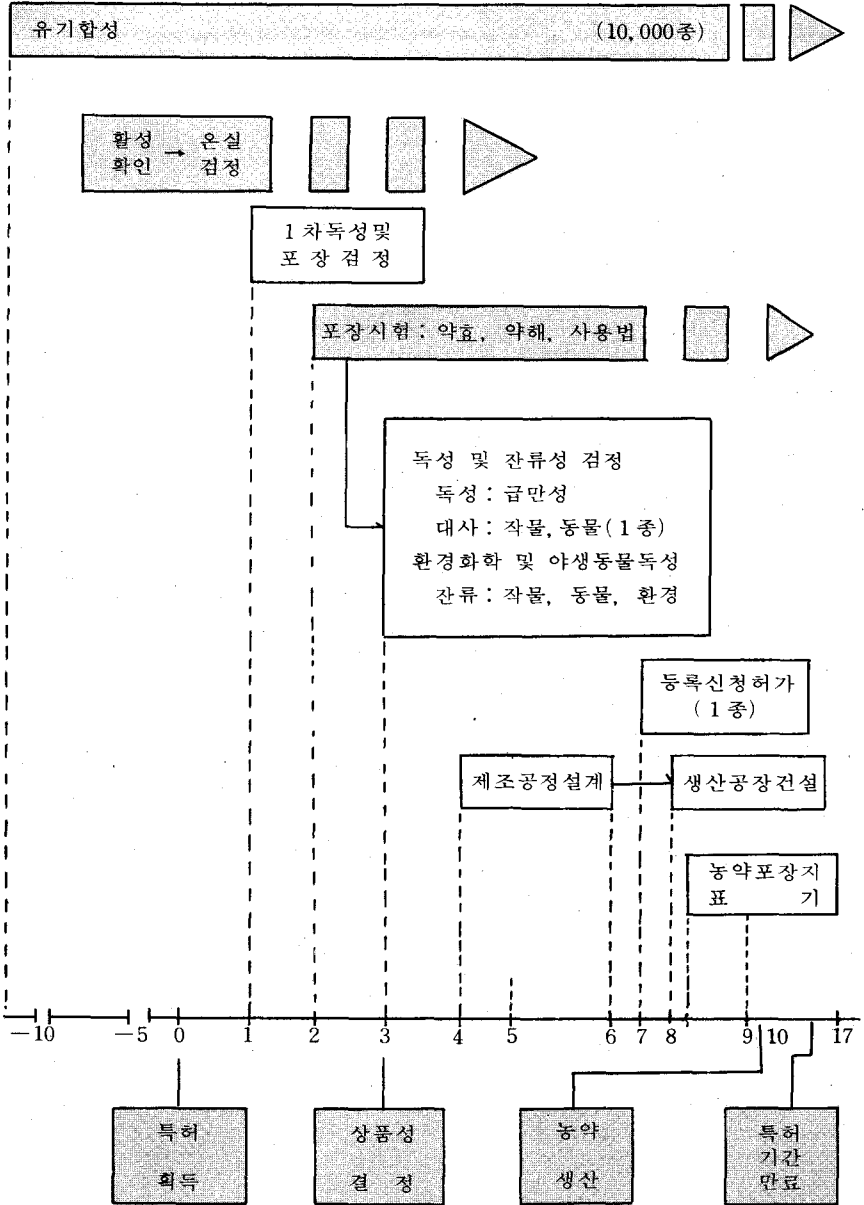 유기합성 (10,000종)
활성 → 온실
확인 검정
1차독성및
포장검정
포장시험 : 약효, 약해, 사용법
독성 및 잔류성 검정
독성 : 급만성
대사 : 작물, 동물(1종)
환경화학 및 야생동물독성
잔류 : 작물, 동물, 환경
등록신청허가
(1종)
제조공정설계
생산공장건설
농약포장지
표 기
-10 -5 0 1 2 3 4 5 6 7 8 9 10 17
특허
획득
상품성
결정
농약
생산
특허
기간
만료